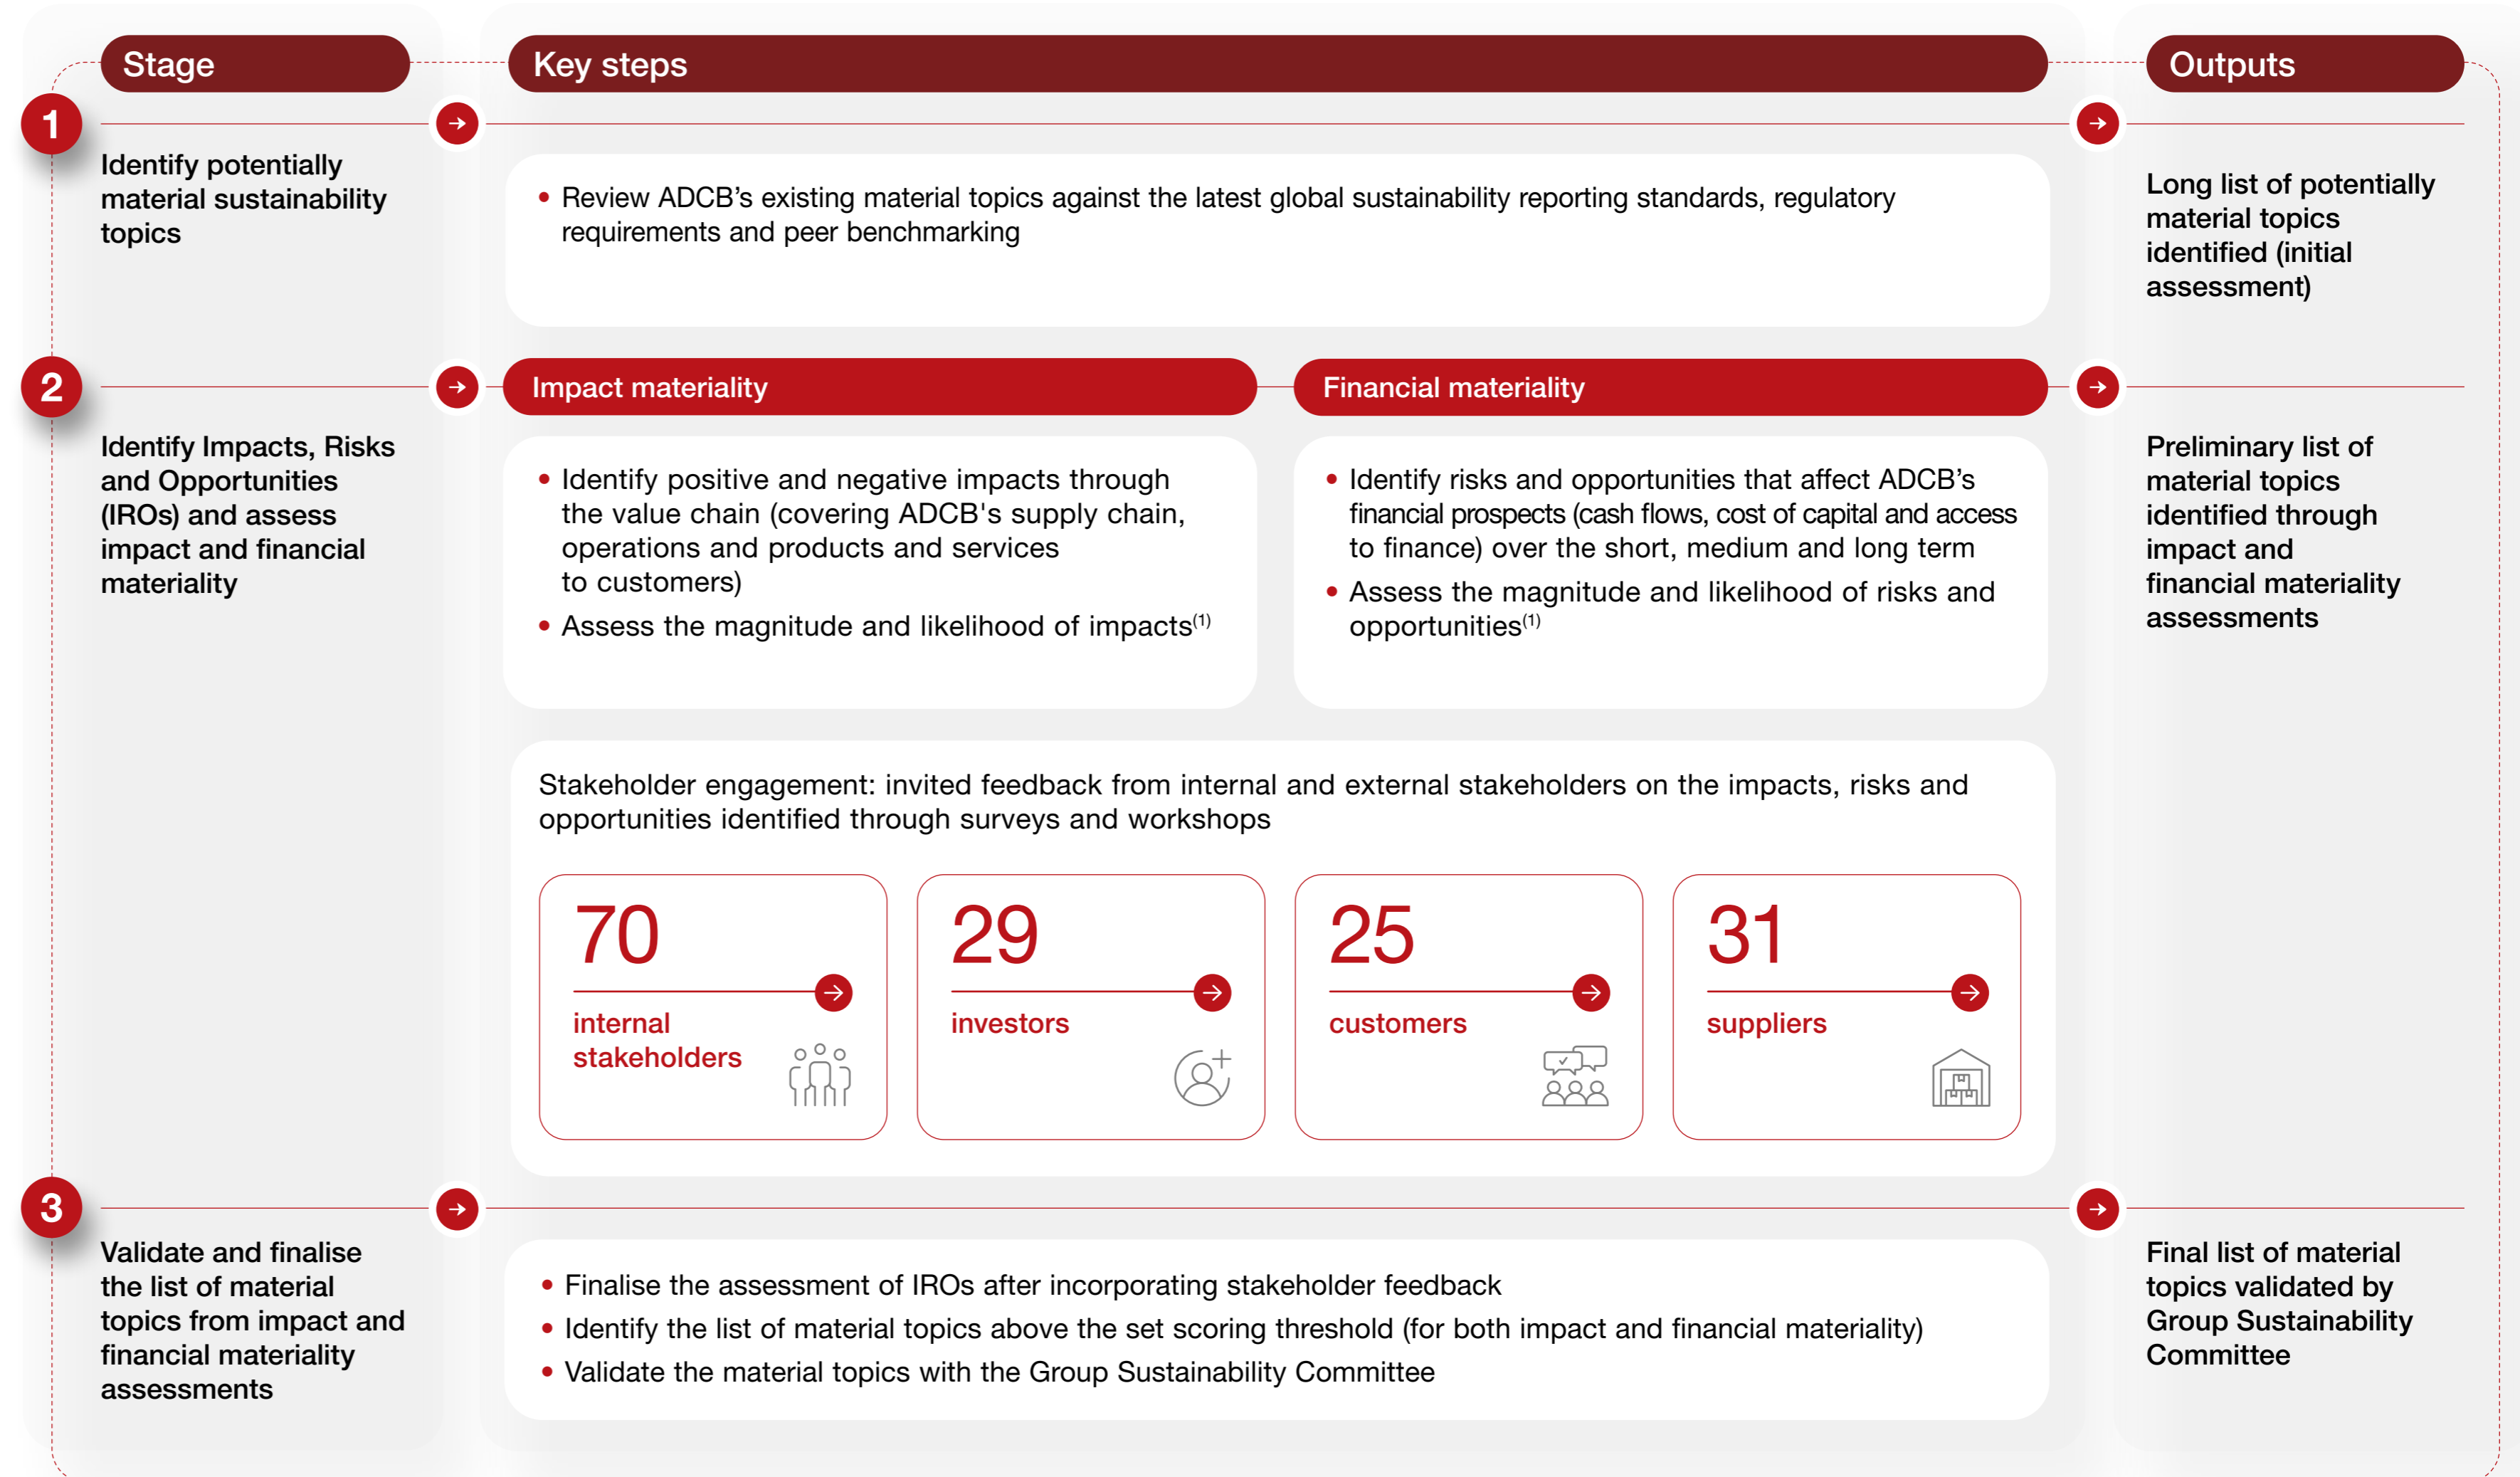 Stage
Key steps
Outputs
1
Identify potentially
material sustainability
topics
• Review ADCB’s existing material topics against the latest global sustainability reporting standards, regulatory
requirements and peer benchmarking
Long list of potentially
material topics
identified (initial
assessment)
2
Identify Impacts, Risks
and Opportunities
(IROs) and assess
impact and financial
materiality
Impact materiality
• Identify positive and negative impacts through
the value chain (covering ADCB's supply chain,
operations and products and services
to customers)
• Assess the magnitude and likelihood of impacts(1)
Financial materiality
• Identify risks and opportunities that affect ADCB’s
financial prospects (cash flows, cost of capital and access
to finance) over the short, medium and long term
• Assess the magnitude and likelihood of risks and
opportunities(1)
Preliminary list of
material topics
identified through
impact and
financial materiality
assessments
Stakeholder engagement: invited feedback from internal and external stakeholders on the impacts, risks and
opportunities identified through surveys and workshops
70
internal
stakeholders
29
investors
25
customers
31
suppliers
3
Validate and finalise
the list of material
topics from impact and
financial materiality
assessments
• Finalise the assessment of IROs after incorporating stakeholder feedback
• Identify the list of material topics above the set scoring threshold (for both impact and financial materiality)
• Validate the material topics with the Group Sustainability Committee
Final list of material
topics validated by
Group Sustainability
Committee